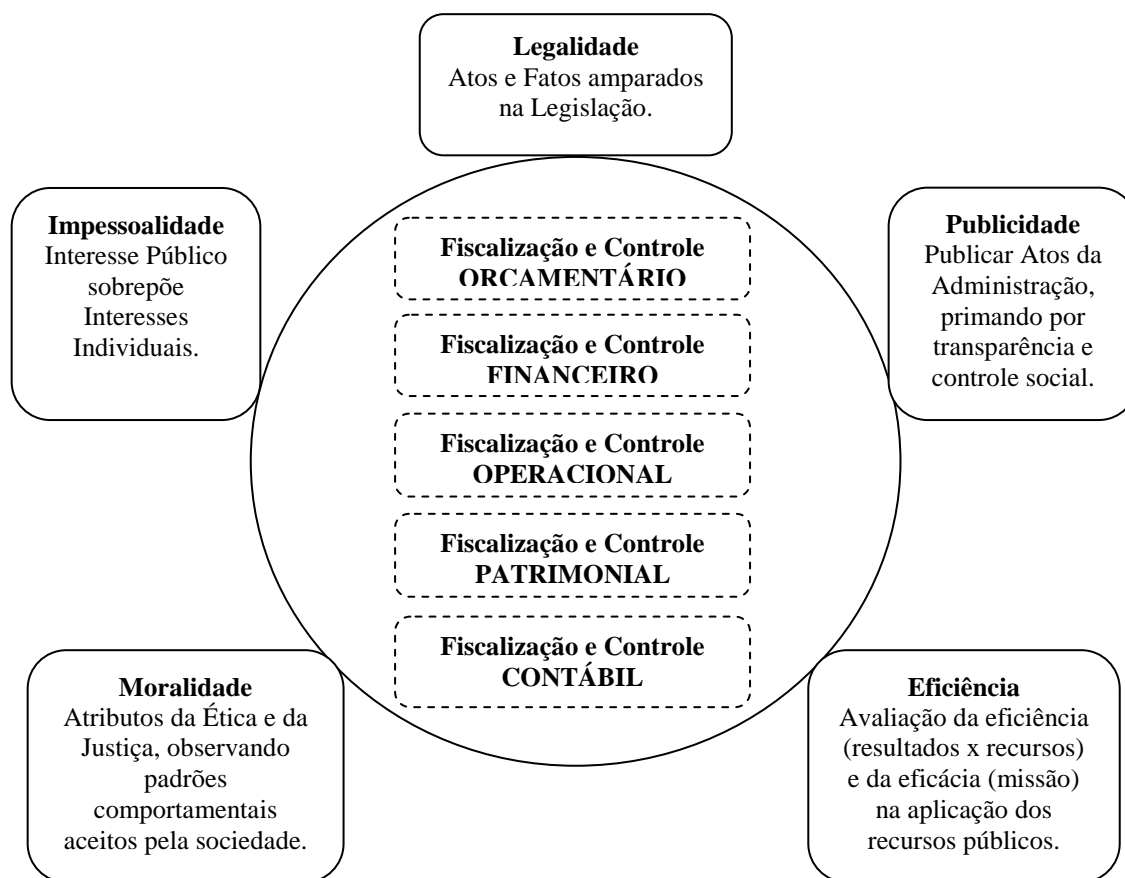 Legalidade
Atos e Fatos amparados
na Legislação.
Impessoalidade
Interesse Público
sobrepõe
Interesses
Individuais.
Publicidade
Publicar Atos da
Administração,
primando por
transparência e
controle social.
Fiscalização e Controle
ORCAMENTÁRIO
Fiscalização e Controle
FINANCEIRO
Fiscalização e Controle
OPERACIONAL
Fiscalização e Controle
PATRIMONIAL
Fiscalização e Controle
CONTÁBIL
Moralidade
Atributos da Ética e da
Justiça, observando
padrões
comportamentais
aceitos pela sociedade.
Eficiência
Avaliação da eficiência
(resultados x recursos)
e da eficácia (missão)
na aplicação dos
recursos públicos.